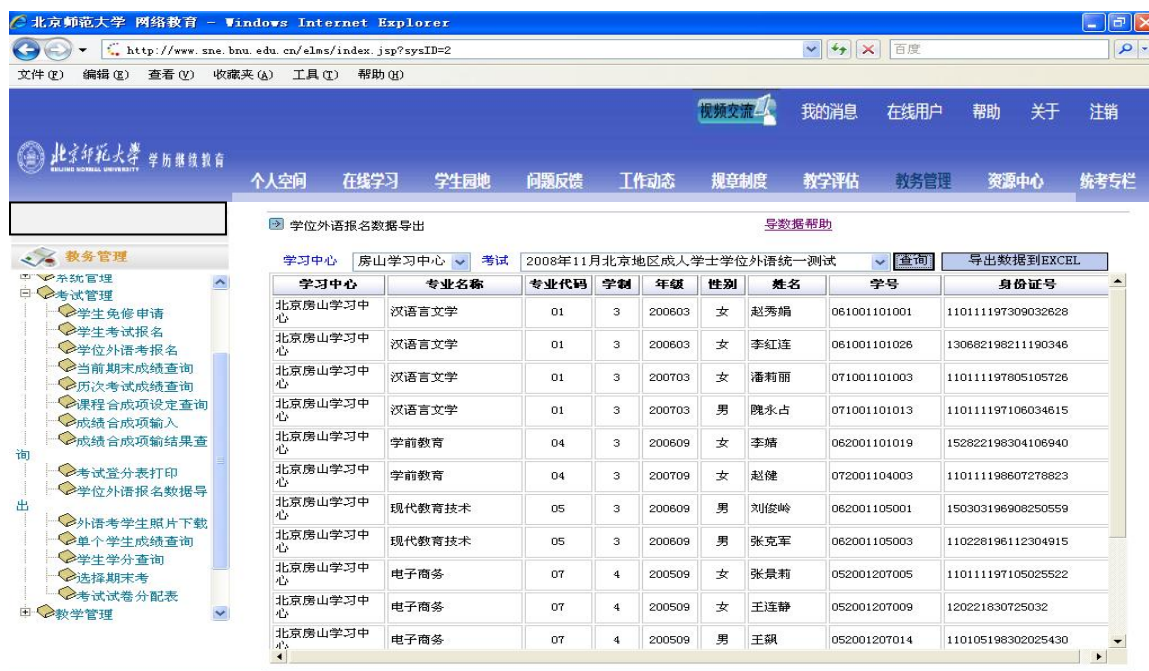 北京师范大学 网络教育 - Windows Internet Explorer
http://www.sne.bnu.edu.cn/elms/index.jsp?sysID=2
百度
文件(F) 编辑(E) 查看(V) 收藏夹(A) 工具(T) 帮助(H)
视频交流 我的消息 在线用户 帮助 关于 注销
北京师范大学 学历继续教育
BEIJING NORMAL UNIVERSITY
个人空间 在线学习 学生园地 问题反馈 工作动态 规章制度 教学评估 教务管理 资源中心 统考专栏
教务管理
系统管理
考试管理
学生免修申请
学生考试报名
学位外语考报名
当前期末成绩查询
历次考试成绩查询
课程合成项设定查询
成绩合成项输入
成绩合成项输结果查
询
考试登分表打印
学位外语报名数据导
出
外语考学生照片下载
单个学生成绩查询
学生学分查询
选择期末考
考试试卷分配表
教学管理
学位外语报名数据导出 导数据帮助
学习中心 房山学习中心 考试 2008年11月北京地区成人学士学位外语统一测试 查询 导出数据到EXCEL
学习中心 专业名称 专业代码 学制 年级 性别 姓名 学号 身份证号
北京房山学习中
心 汉语言文学 01 3 200603 女 赵秀娟 061001101001 110111197309032628
北京房山学习中
心 汉语言文学 01 3 200603 女 李红连 061001101026 130682198211190346
北京房山学习中
心 汉语言文学 01 3 200703 女 潘莉丽 071001101003 110111197805105726
北京房山学习中
心 汉语言文学 01 3 200703 男 隗永占 071001101013 110111197106034615
北京房山学习中
心 学前教育 04 3 200609 女 李婧 062001101019 152822198304106940
北京房山学习中
心 学前教育 04 3 200709 女 赵健 072001104003 110111198607278823
北京房山学习中
心 现代教育技术 05 3 200609 男 刘俊岭 062001105001 150303196908250559
北京房山学习中
心 现代教育技术 05 3 200609 男 张克军 062001105003 110228196112304915
北京房山学习中
心 电子商务 07 4 200509 女 张景莉 052001207005 110111197105025522
北京房山学习中
心 电子商务 07 4 200509 女 王连静 052001207009 120221830725032
北京房山学习中
心 电子商务 07 4 200509 男 王飒 052001207014 110105198302025430